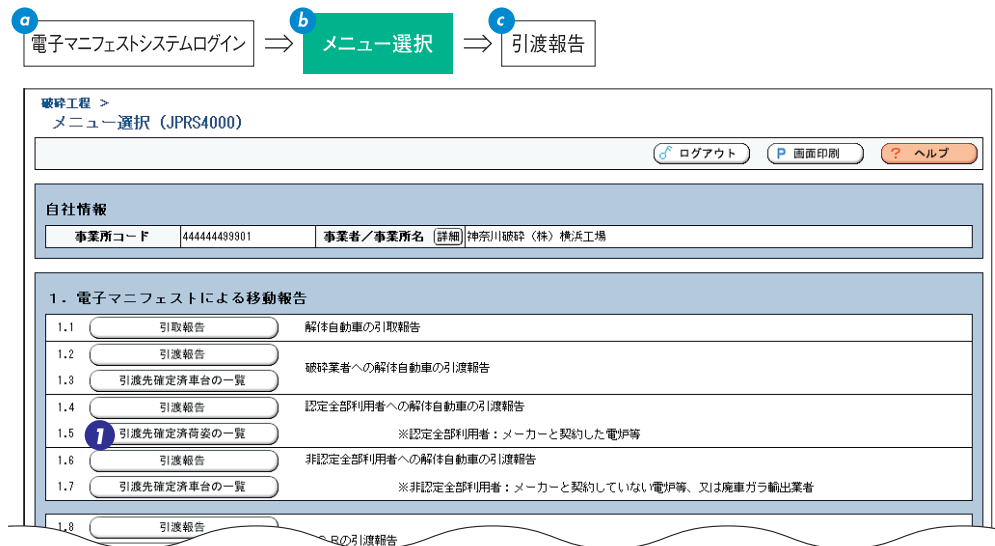 a b c
電子マニフェストシステムログイン ⇒ メニュー選択 ⇒ 引渡報告
破砕工程 >
メニュー選択 (JPRS4000)
ログアウト P 画面印刷 ? ヘルプ
自社情報
事業所コード 444444499901 事業者/事業所名 詳細 神奈川破砕(株)横浜工場
1.電子マニフェストによる移動報告
1.1 引取報告 解体自動車の引取報告
1.2 引渡報告
破砕業者への解体自動車の引渡報告
1.3 引渡先確定済車台の一覧
1.4 引渡報告 認定全部利用者への解体自動車の引渡報告
1.5 1 引渡先確定済荷姿の一覧 ※認定全部利用者:メーカーと契約した電炉等
1.6 引渡報告 非認定全部利用者への解体自動車の引渡報告
1.7 引渡先確定済車台の一覧 ※非認定全部利用者:メーカーと契約していない電炉等、又は廃車ガラ輸出業者
1.8 引渡報告
Rの引渡報告